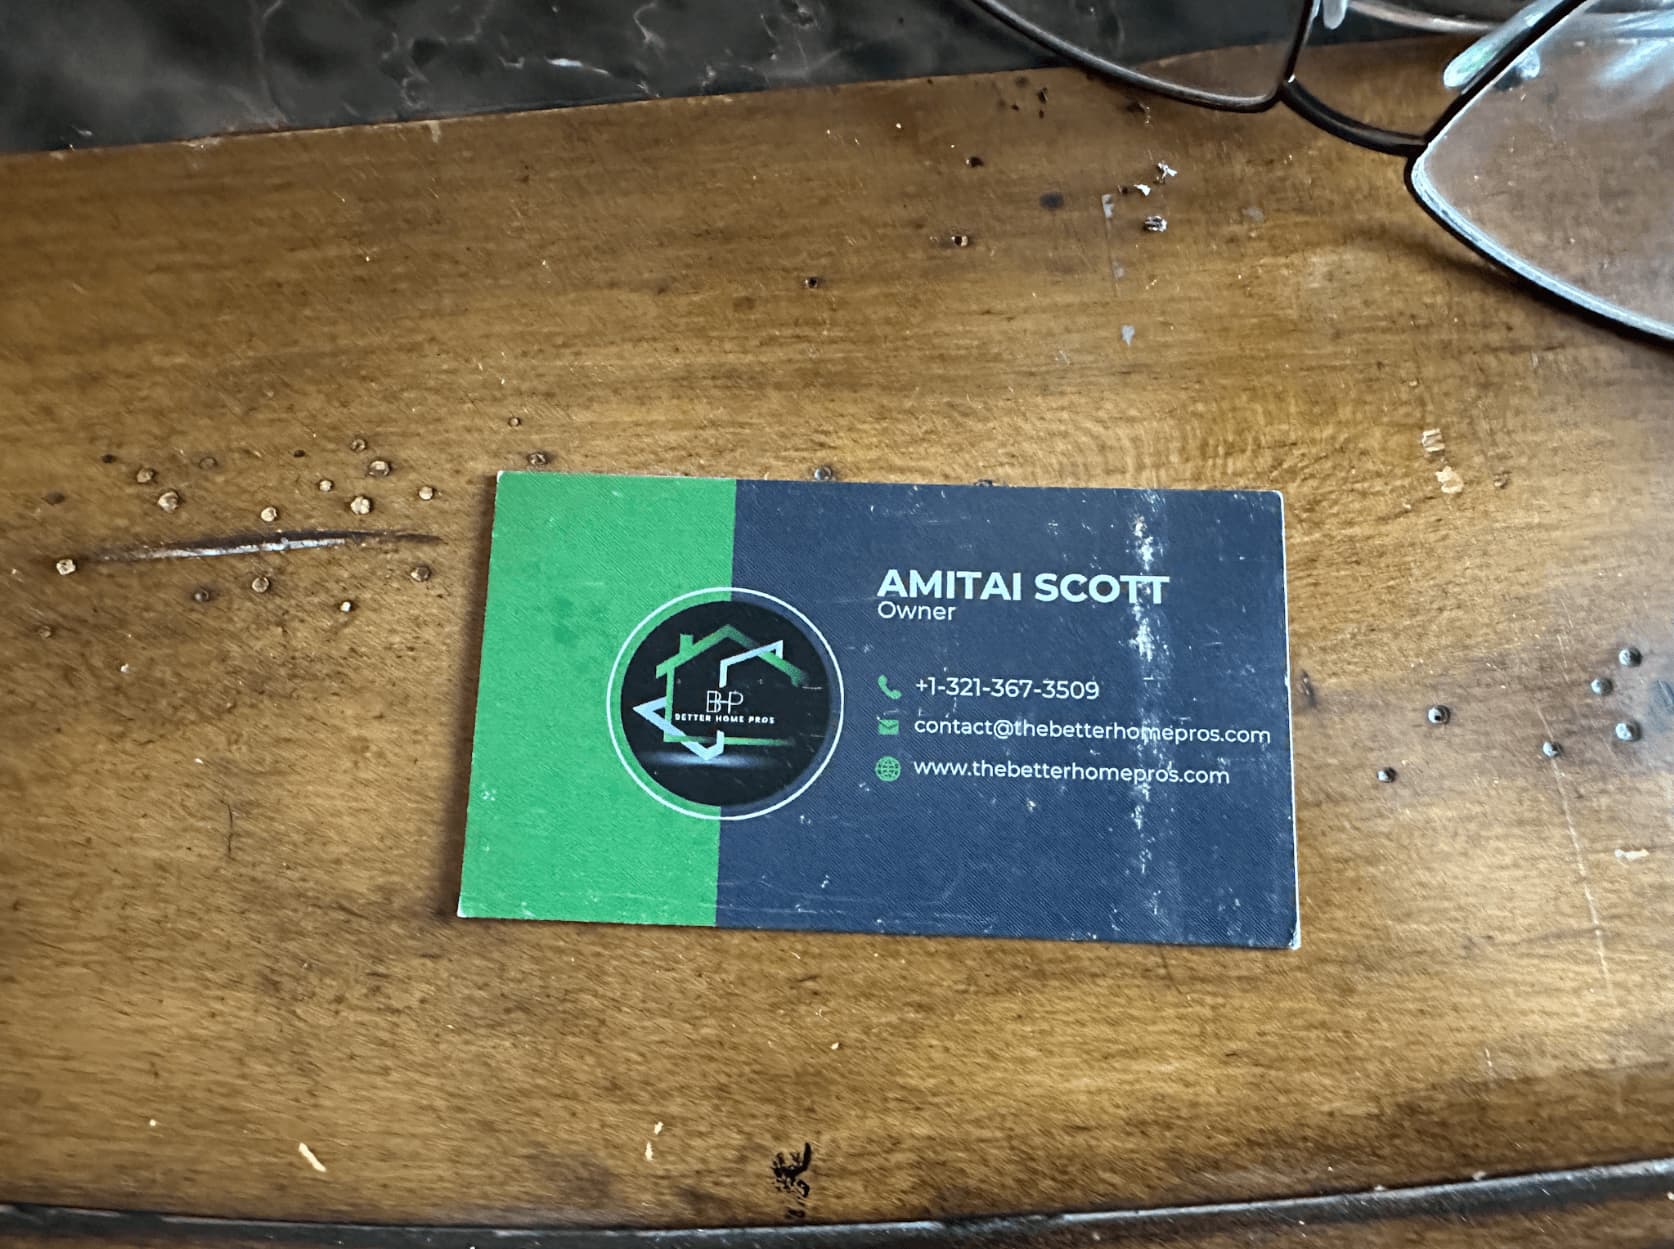 AMITAI SCOTT
Owner
+1-321-367-3509
contact@thebetterhomepros.com
www.thebetterhomepros.com
BHP
BETTER HOME PROS